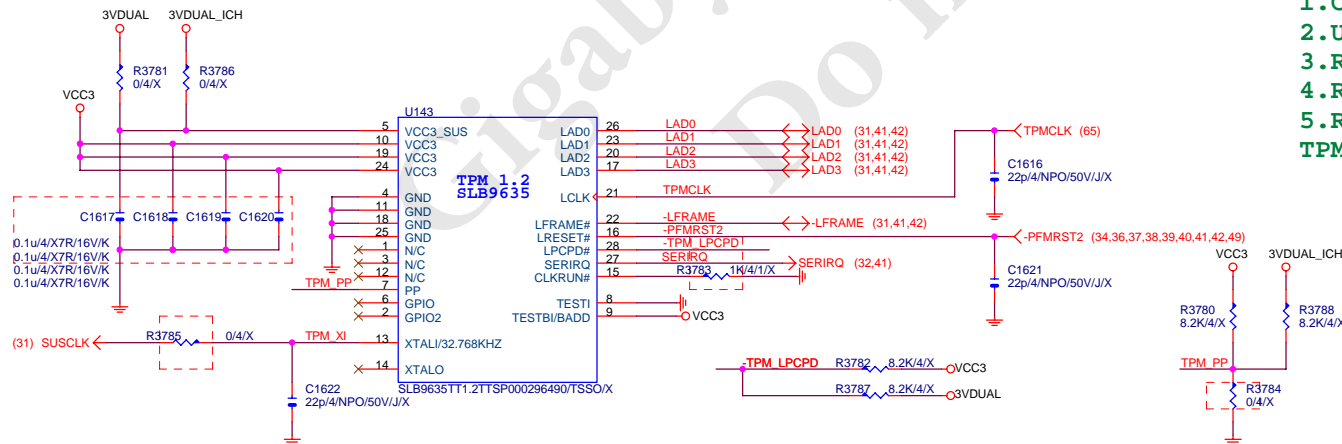 3VDUAL 3VDUAL_ICH
R3781
0/4/X
R3786
0/4/X
VCC3
U143
5 VCC3_SUS
10 VCC3
19 VCC3
24 VCC3
4 GND
11 GND
18 GND
25 GND
1 N/C
3 N/C
12 N/C
TPM_PP 7 PP
6 GPIO
2 GPIO2
13 XTALI/32.768KHZ
14 XTALO
TPM 1.2
SLB9635
LAD0 26 LAD0 LAD0 (31,41,42)
LAD1 23 LAD1 LAD1 (31,41,42)
LAD2 20 LAD2 LAD2 (31,41,42)
LAD3 17 LAD3 LAD3 (31,41,42)
LCLK 21 TPMCLK
LFRAME# 22 -LFRAME -LFRAME (31,41,42)
LRESET# 16 -PFMRST2 -PFMRST2 (34,36,37,38,39,40,41,42,49)
LPCPD# 28 -TPM_LPCPD
SERIRQ 27 SERIRQ SERIRQ (32,41)
CLKRUN# 15 R3783 1K/4/1/X
TESTI 8
TESTBI/BADD 9 VCC3
SLB9635TT1.2TTSP000296490/TSSO/X
TPMCLK (65)
C1616
22p/4/NPO/50V/J/X
C1621
22p/4/NPO/50V/J/X
C1617 C1618 C1619 C1620
0.1u/4/X7R/16V/K
0.1u/4/X7R/16V/K
0.1u/4/X7R/16V/K
0.1u/4/X7R/16V/K
(31) SUSCLK R3785 0/4/X TPM_XI
C1622
22p/4/NPO/50V/J/X
-TPM_LPCPD R3782 8.2K/4/X VCC3
R3787 8.2K/4/X 3VDUAL
VCC3 3VDUAL_ICH
R3780
8.2K/4/X
R3788
8.2K/4/X
TPM_PP
R3784
0/4/X
2.U
3.R
4.R
5.R
TPM
Gigaby
Do